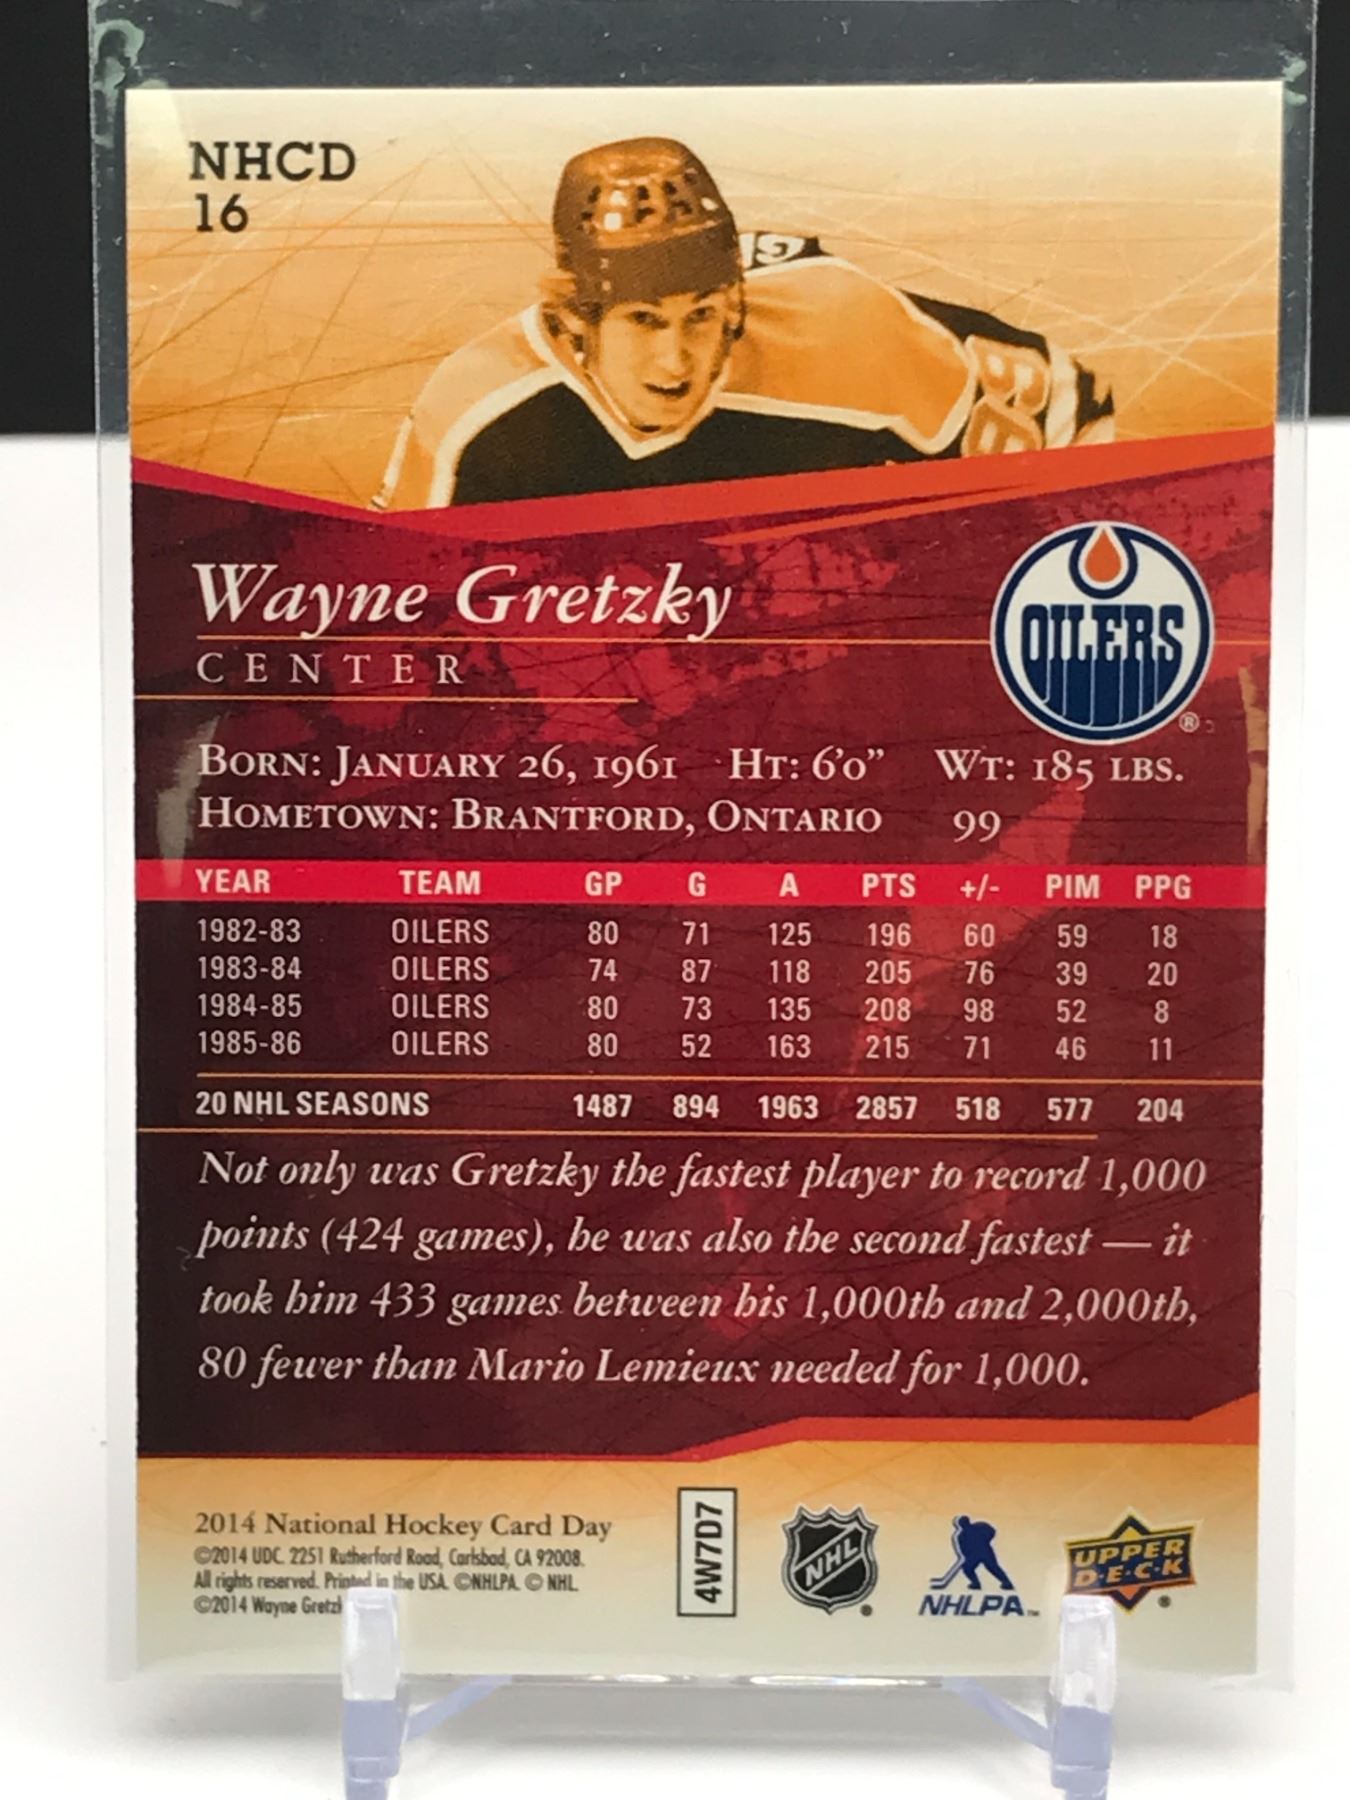 NHCD
16
99
Wayne Gretzky
CENTER
OILERS
®
BORN: JANUARY 26, 1961 HT: 6'0" WT: 185 LBS.
HOMETOWN: BRANTFORD, ONTARIO 99
YEAR TEAM GP G A PTS +/- PIM PPG
1982-83 OILERS 80 71 125 196 60 59 18
1983-84 OILERS 74 87 118 205 76 39 20
1984-85 OILERS 80 73 135 208 98 52 8
1985-86 OILERS 80 52 163 215 71 46 11
20 NHL SEASONS 1487 894 1963 2857 518 577 204
Not only was Gretzky the fastest player to record 1,000
points (424 games), he was also the second fastest — it
took him 433 games between his 1,000th and 2,000th,
80 fewer than Mario Lemieux needed for 1,000.
2014 National Hockey Card Day
©2014 UDC. 2251 Rutherford Road, Carlsbad, CA 92008.
All rights reserved. Printed in the USA. ©NHLPA. © NHL.
©2014 Wayne
4W7D7
NHL ®
NHLPA™
UPPER
D·E·C·K ®